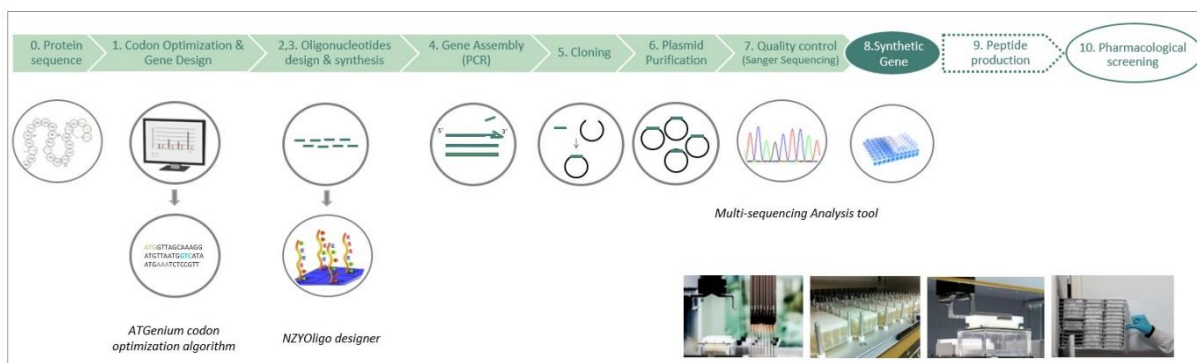 0. Protein
sequence
1. Codon Optimization &
Gene Design
2,3. Oligonucleotides
design & synthesis
4. Gene Assembly
(PCR)
5. Cloning
6. Plasmid
Purification
7. Quality control
(Sanger Sequencing)
8.Synthetic
Gene
9. Peptide
production
10. Pharmacological
screening
5'
3'
ATGGTTAGCAAAGG
ATGTTAATGGTCATA
ATGAAATCTCCGTT
Multi-sequencing Analysis tool
ATGenium codon
optimization algorithm
NZYOligo designer